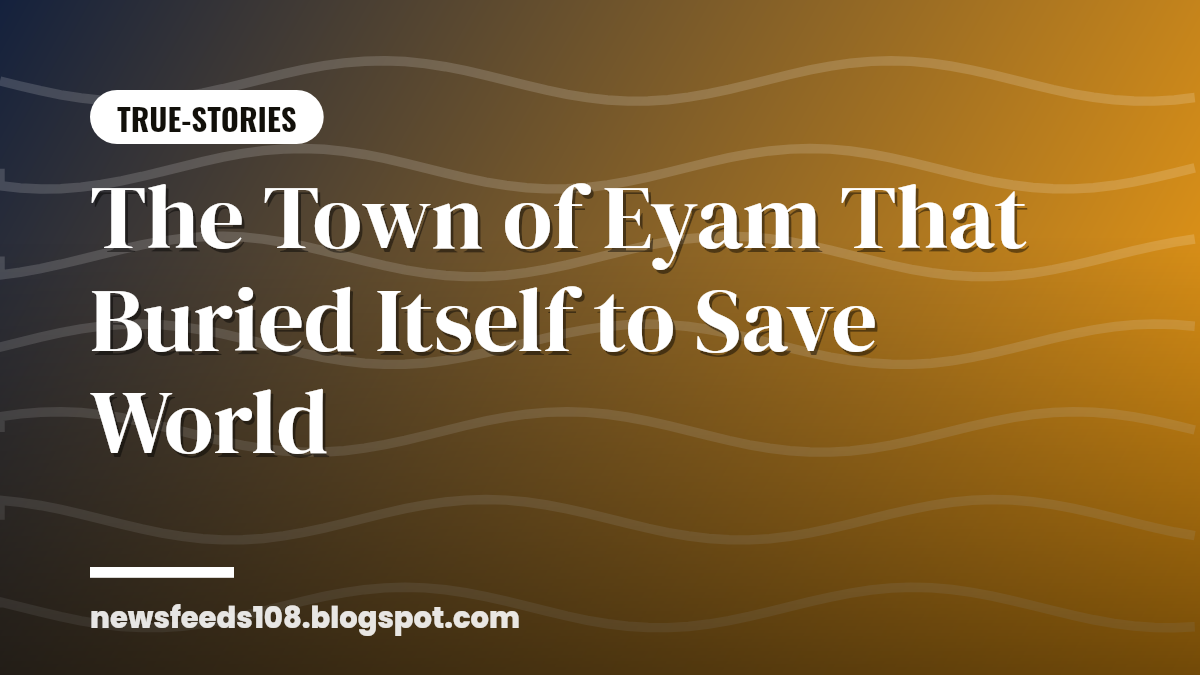 TRUE-STORIES
The Town of Eyam That
Buried Itself to Save
World
newsfeeds108.blogspot.com